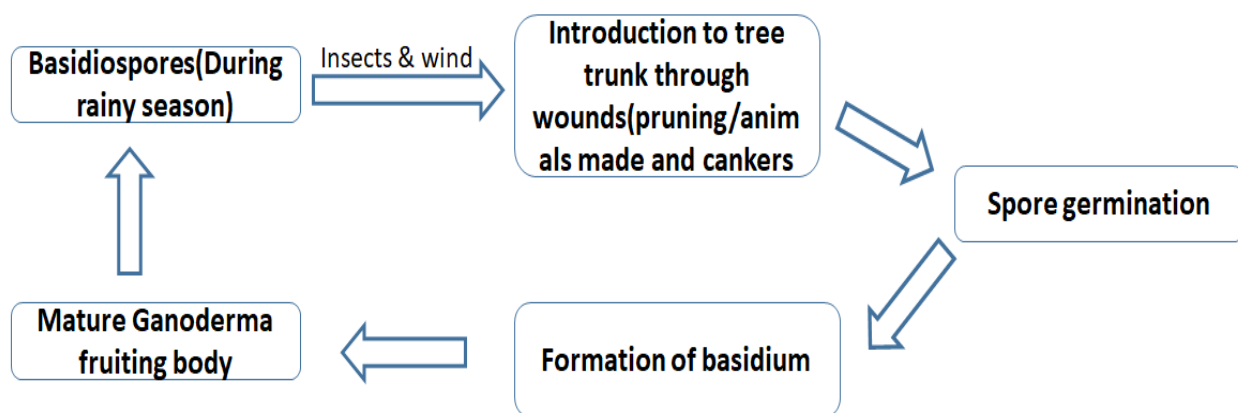 Basidiospores(During
rainy season)
Insects & wind
Introduction to tree
trunk through
wounds(pruning/anim
als made and cankers
Spore germination
Formation of basidium
Mature Ganoderma
fruiting body